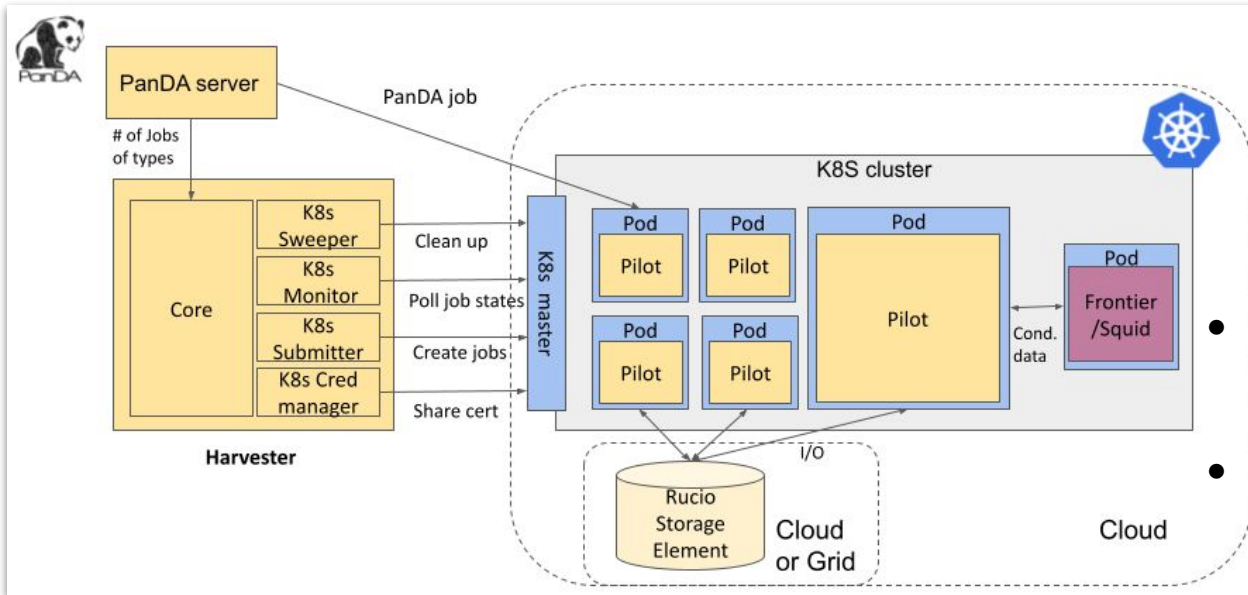 PanDA
PanDA server
PanDA job
# of Jobs
of types
K8S cluster
Core
K8s
Sweeper
K8s
Monitor
K8s
Submitter
K8s Cred
manager
Harvester
Clean up
Poll job states
Create jobs
Share cert
K8s master
Pod
Pilot
Pod
Pilot
Pod
Pilot
Pod
Pilot
Pod
Pilot
Cond.
data
Pod
Frontier
/Squid
I/O
Rucio
Storage
Element
Cloud
or Grid
Cloud